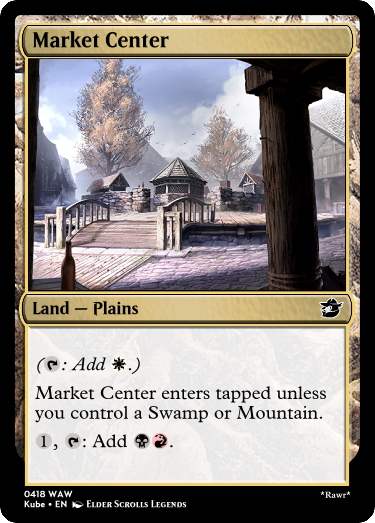 Market Center
Land — Plains
(: Add .)
Market Center enters tapped unless
you control a Swamp or Mountain.
1, : Add .
0418 WAW
Kube • EN Elder Scrolls Legends
*Rawr*